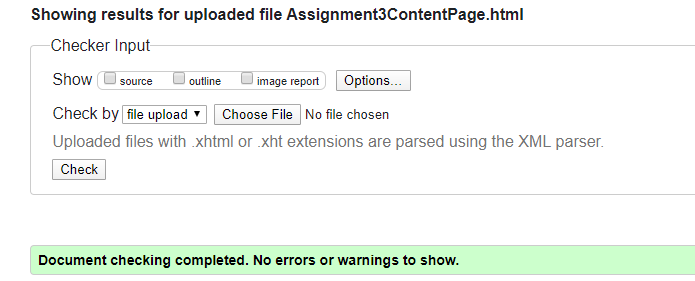 Showing results for uploaded file Assignment3ContentPage.html
Checker Input
Show source outline image report Options...
Check by file upload Choose File No file chosen
Uploaded files with .xhtml or .xht extensions are parsed using the XML parser.
Check
Document checking completed. No errors or warnings to show.